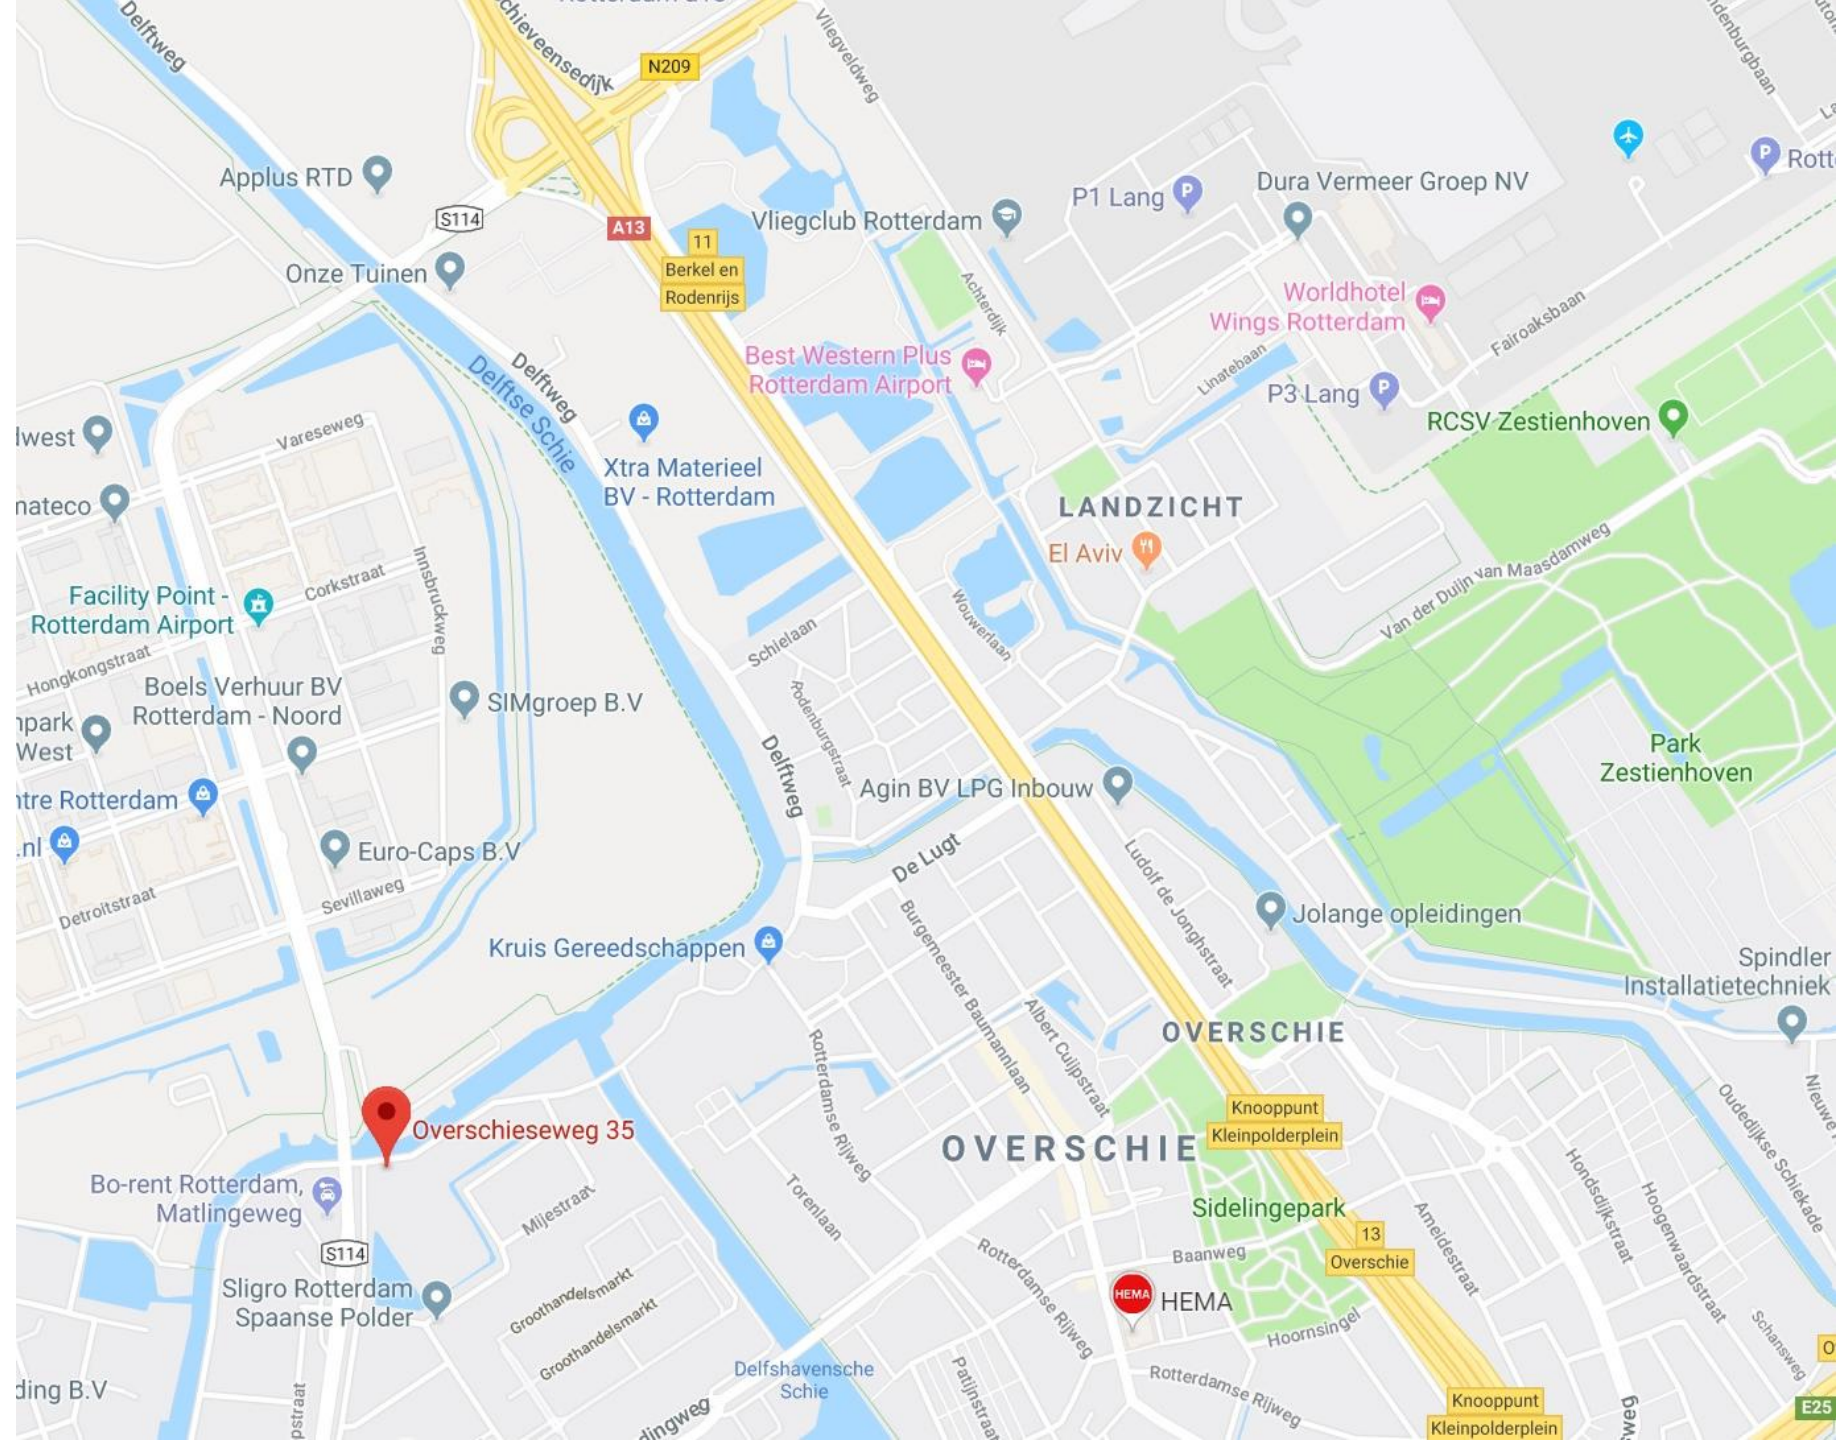 Delftweg
Schieveensedijk
N209
Vliegveldweg
Applus RTD
S114
A13
11
Berkel en
Rodenrijs
Vliegclub Rotterdam
P1 Lang
P
Dura Vermeer Groep NV
P
Onze Tuinen
Achterdijk
Worldhotel
Wings Rotterdam
Fairoaksbaan
Delftweg
Delftse Schie
Best Western Plus
Rotterdam Airport
Linatebaan
P3 Lang
P
RCSV Zestienhoven
Vareseweg
Xtra Materieel
BV - Rotterdam
LANDZICHT
El Aviv
Van der Duijn van Maasdamweg
Innsbruckweg
Corkstraat
Facility Point -
Rotterdam Airport
Hongkongstraat
Wouwerlaan
Schielaan
Rodenburgstraat
Boels Verhuur BV
Rotterdam - Noord
SIMgroep B.V
West
Park
Zestienhoven
Delftweg
Agin BV LPG Inbouw
Rotterdam
De Lugt
Euro-Caps B.V
Sevillaweg
Detroitstraat
Ludolf de Jonghstraat
Jolange opleidingen
Burgemeester Baumannlaan
Kruis Gereedschappen
Spindler
Installatietechniek
Albert Cuijpstraat
OVERSCHIE
Rotterdamse Rijweg
Knooppunt
Kleinpolderplein
Oudedijkse Schiekade
Overschieseweg 35
OVERSCHIE
Bo-rent Rotterdam,
Matlingeweg
Mijestraat
Torenlaan
Sidelingepark
Hondsdijkstraat
Hoogenwaardstraat
Ameidestraat
S114
Baanweg
13
Overschie
Rotterdamse Rijweg
Sligro Rotterdam
Spaanse Polder
Groothandelsmarkt
Groothandelsmarkt
HEMA
HEMA
Hoornsingel
Schansweg
Delfshavensche
Schie
Patijnstraat
Rotterdamse Rijweg
Knooppunt
Kleinpolderplein
E25